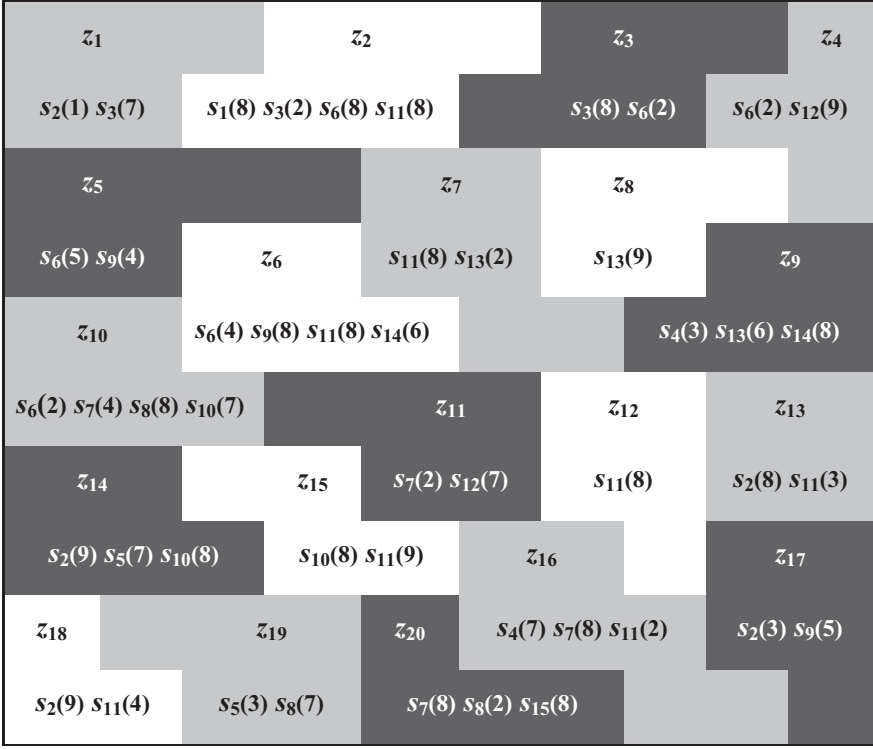 z₁ z₂ z₃ z₄
s₂(1) s₃(7) s₁(8) s₃(2) s₆(8) s₁₁(8) s₃(8) s₆(2) s₆(2) s₁₂(9)
z₅ z₇ z₈
s₆(5) s₉(4) z₆ s₁₁(8) s₁₃(2) s₁₃(9) z₉
z₁₀ s₆(4) s₉(8) s₁₁(8) s₁₄(6) s₄(3) s₁₃(6) s₁₄(8)
s₆(2) s₇(4) s₈(8) s₁₀(7) z₁₁ z₁₂ z₁₃
z₁₄ z₁₅ s₇(2) s₁₂(7) s₁₁(8) s₂(8) s₁₁(3)
s₂(9) s₅(7) s₁₀(8) s₁₀(8) s₁₁(9) z₁₆ z₁₇
z₁₈ z₁₉ z₂₀ s₄(7) s₇(8) s₁₁(2) s₂(3) s₉(5)
s₂(9) s₁₁(4) s₅(3) s₈(7) s₇(8) s₈(2) s₁₅(8)